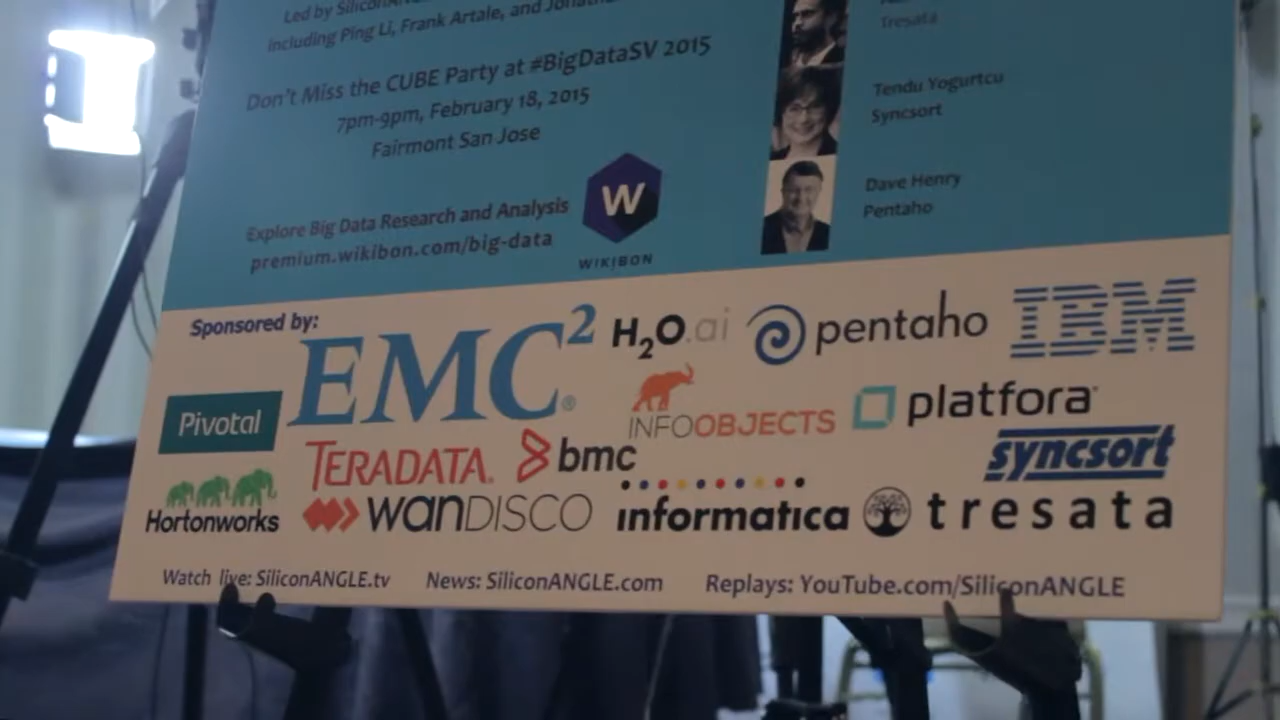 Led by
including Ping Li, Frank Artale, and
Don't Miss the CUBE Party at #BigDataSV 2015
7pm-9pm, February 18, 2015
Fairmont San Jose
Explore Big Data Research and Analysis
premium.wikibon.com/big-data
W
WIKIBON
Tresata
Tendu Yogurtcu
Syncsort
Dave Henry
Pentaho
Sponsored by:
EMC²®
H₂O.ai
pentaho
IBM
Pivotal
INFOOBJECTS
platfora
TERADATA.
bmc
syncsort
Hortonworks
WANDISCO
informatica
tresata
Watch live: SiliconANGLE.tv News: SiliconANGLE.com Replays: YouTube.com/SiliconANGLE